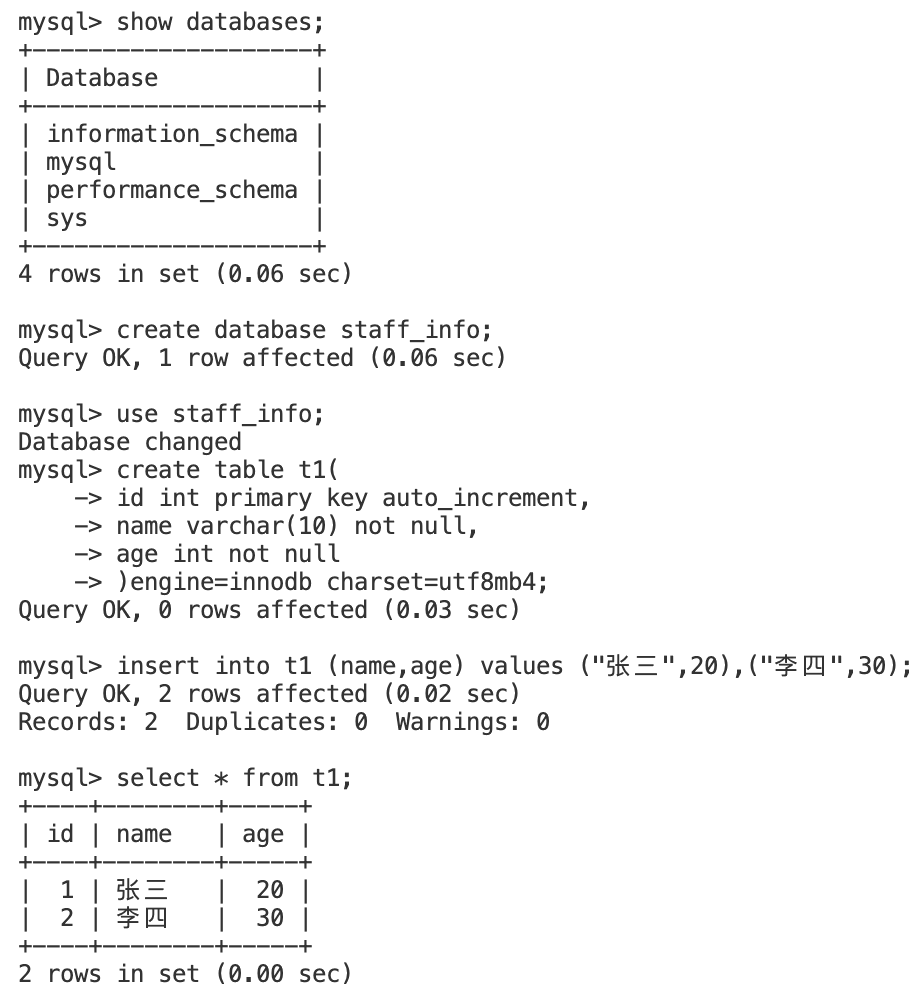 mysql> show databases;
+--------------------+
| Database           |
+--------------------+
| information_schema |
| mysql              |
| performance_schema |
| sys                |
+--------------------+
4 rows in set (0.06 sec)

mysql> create database staff_info;
Query OK, 1 row affected (0.06 sec)

mysql> use staff_info;
Database changed
mysql> create table t1(
    -> id int primary key auto_increment,
    -> name varchar(10) not null,
    -> age int not null
    -> )engine=innodb charset=utf8mb4;
Query OK, 0 rows affected (0.03 sec)

mysql> insert into t1 (name,age) values ("张三",20),("李四",30);
Query OK, 2 rows affected (0.02 sec)
Records: 2  Duplicates: 0  Warnings: 0

mysql> select * from t1;
+----+--------+-----+
| id | name   | age |
+----+--------+-----+
|  1 | 张三   |  20 |
|  2 | 李四   |  30 |
+----+--------+-----+
2 rows in set (0.00 sec)